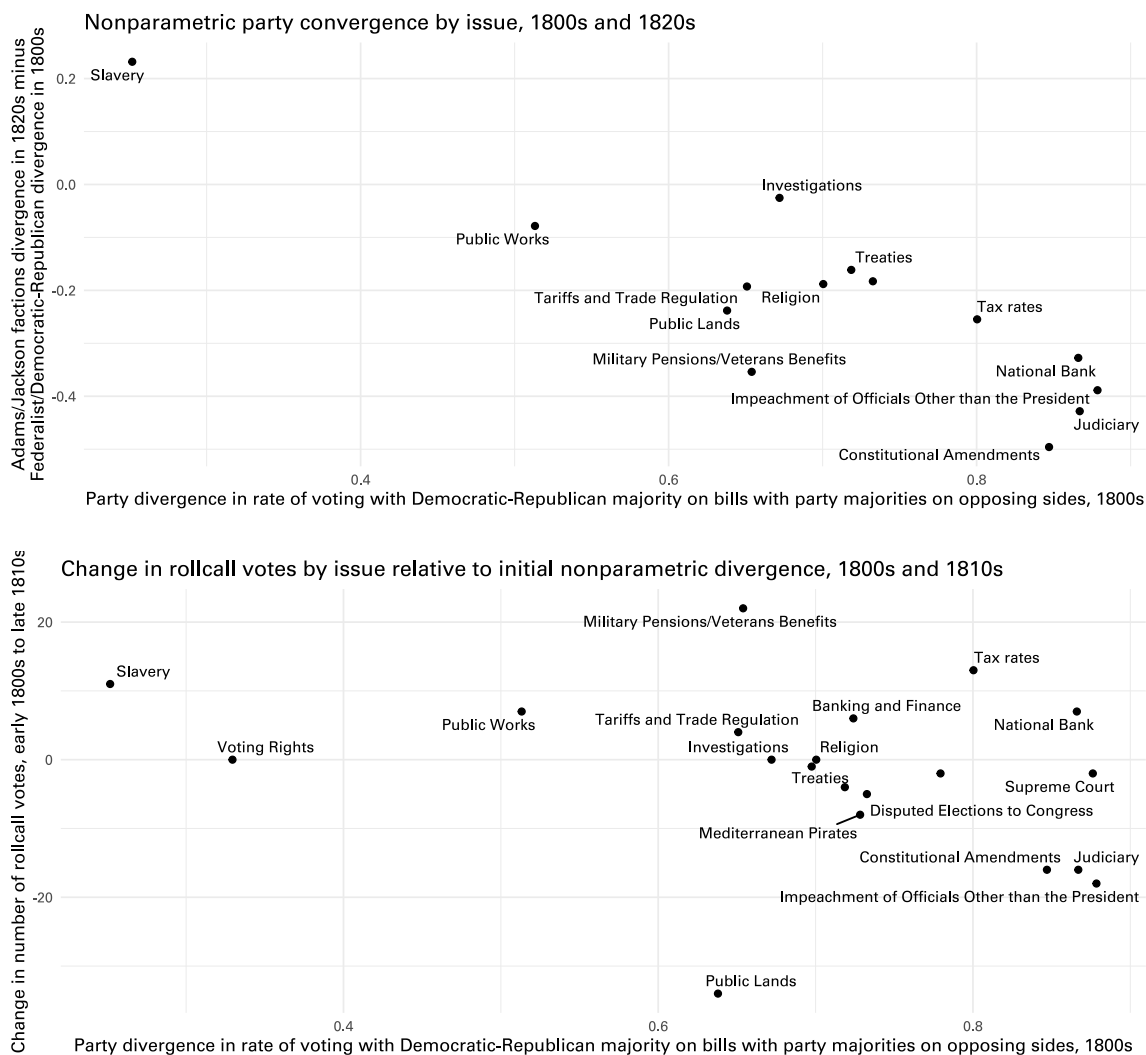 Nonparametric party convergence by issue, 1800s and 1820s
Adams/Jackson factions divergence in 1820s minus
Federalist/Democratic-Republican divergence in 1800s
0.2
0.0
-0.2
-0.4
Slavery
Investigations
Public Works
Treaties
Tariffs and Trade Regulation
Religion
Tax rates
Public Lands
Military Pensions/Veterans Benefits
National Bank
Impeachment of Officials Other than the President
Judiciary
Constitutional Amendments
0.4
0.6
0.8
Party divergence in rate of voting with Democratic-Republican majority on bills with party majorities on opposing sides, 1800s
Change in rollcall votes by issue relative to initial nonparametric divergence, 1800s and 1810s
Change in number of rollcall votes, early 1800s to late 1810s
20
0
-20
Military Pensions/Veterans Benefits
Slavery
Tax rates
Public Works
Tariffs and Trade Regulation
Banking and Finance
National Bank
Voting Rights
Investigations
Religion
Treaties
Supreme Court
Disputed Elections to Congress
Mediterranean Pirates
Constitutional Amendments
Judiciary
Impeachment of Officials Other than the President
Public Lands
0.4
0.6
0.8
Party divergence in rate of voting with Democratic-Republican majority on bills with party majorities on opposing sides, 1800s